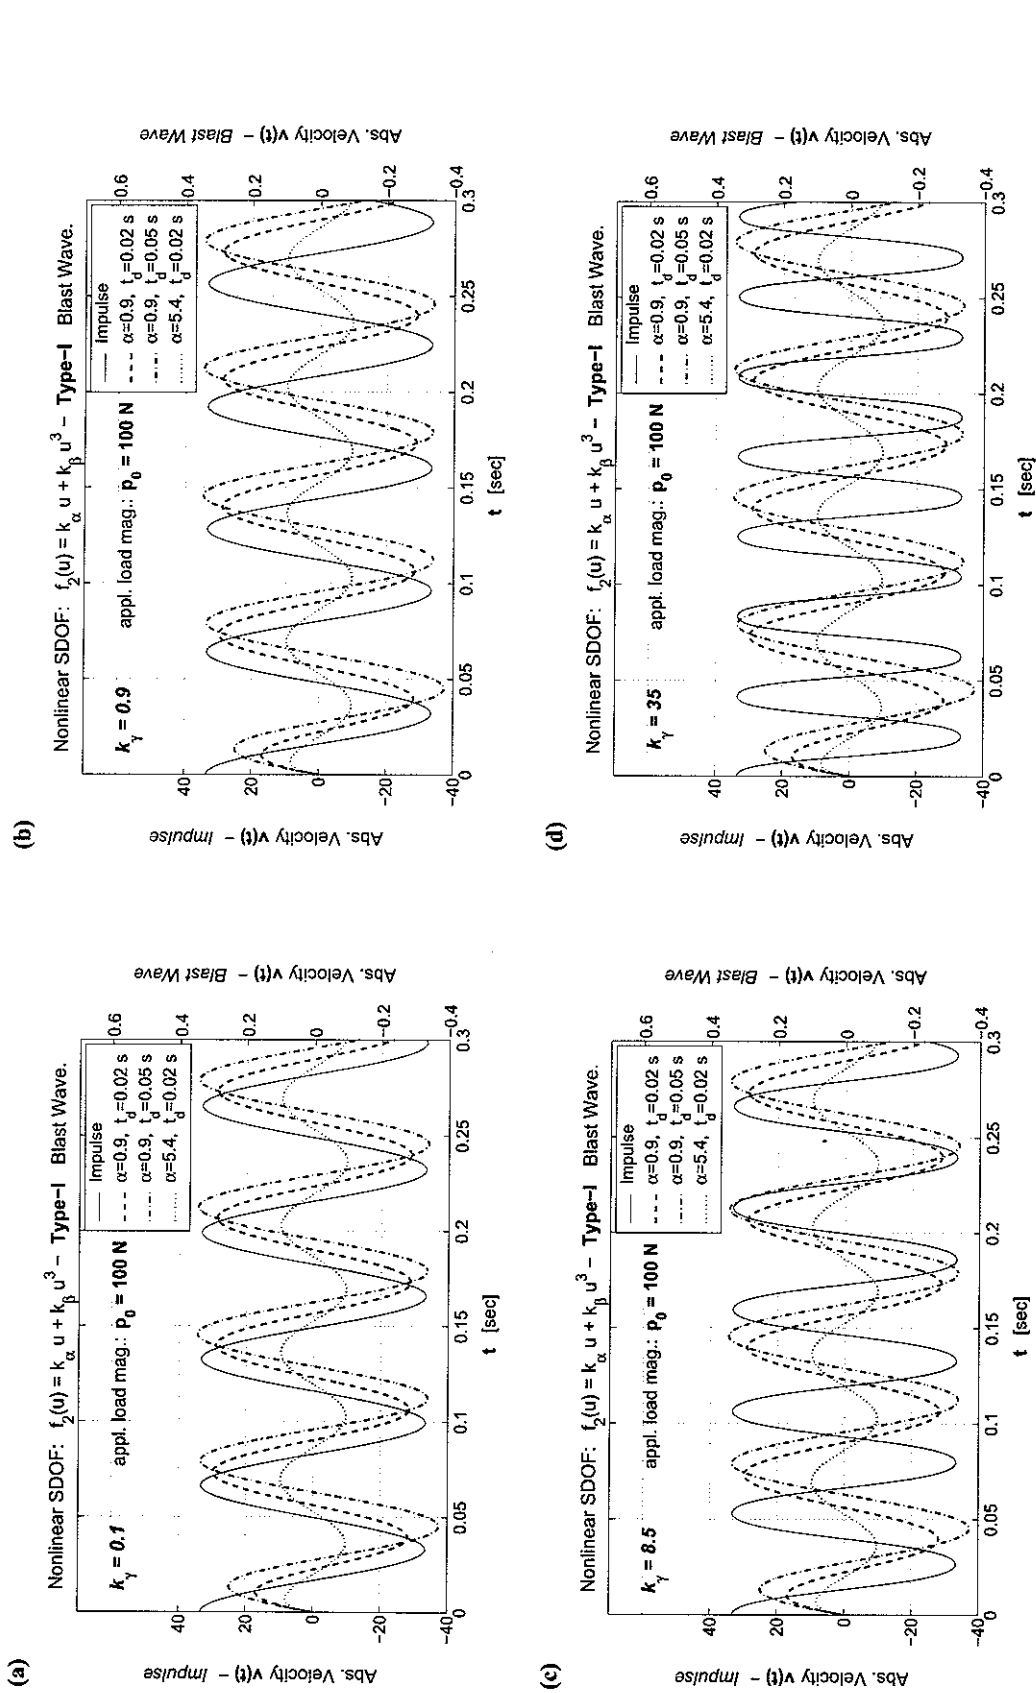 (a)
Nonlinear SDOF: f2(u) = kα u + kβ u3 – Type–I Blast Wave.
kγ = 0.1
appl. load mag.: p0 = 100 N
Impulse
α=0.9, td=0.02 s
α=0.9, td=0.05 s
α=5.4, td=0.02 s
Abs. Velocity v(t) – Impulse
40
20
0
−20
−40
Abs. Velocity v(t) – Blast Wave
0.6
0.4
0.2
0
−0.2
−0.4
0
0.05
0.1
0.15
0.2
0.25
0.3
t [sec]
(b)
Nonlinear SDOF: f2(u) = kα u + kβ u3 – Type–I Blast Wave.
kγ = 0.9
appl. load mag.: p0 = 100 N
Impulse
α=0.9, td=0.02 s
α=0.9, td=0.05 s
α=5.4, td=0.02 s
Abs. Velocity v(t) – Impulse
40
20
0
−20
−40
Abs. Velocity v(t) – Blast Wave
0.6
0.4
0.2
0
−0.2
−0.4
0
0.05
0.1
0.15
0.2
0.25
0.3
t [sec]
(c)
Nonlinear SDOF: f2(u) = kα u + kβ u3 – Type–I Blast Wave.
kγ = 8.5
appl. load mag.: p0 = 100 N
Impulse
α=0.9, td=0.02 s
α=0.9, td=0.05 s
α=5.4, td=0.02 s
Abs. Velocity v(t) – Impulse
40
20
0
−20
−40
Abs. Velocity v(t) – Blast Wave
0.6
0.4
0.2
0
−0.2
−0.4
0
0.05
0.1
0.15
0.2
0.25
0.3
t [sec]
(d)
Nonlinear SDOF: f2(u) = kα u + kβ u3 – Type–I Blast Wave.
kγ = 35
appl. load mag.: p0 = 100 N
Impulse
α=0.9, td=0.02 s
α=0.9, td=0.05 s
α=5.4, td=0.02 s
Abs. Velocity v(t) – Impulse
40
20
0
−20
−40
Abs. Velocity v(t) – Blast Wave
0.6
0.4
0.2
0
−0.2
−0.4
0
0.05
0.1
0.15
0.2
0.25
0.3
t [sec]